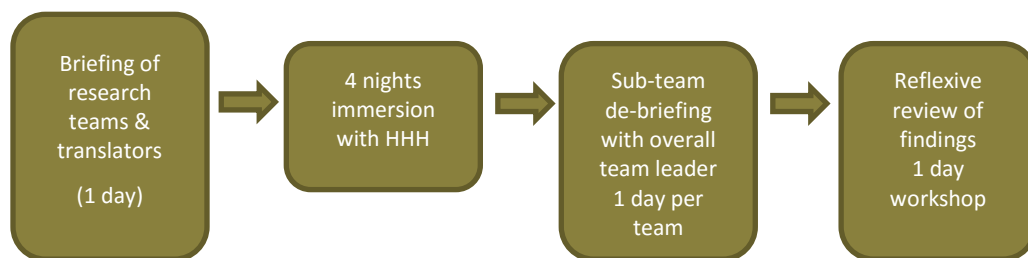 Briefing of
research
teams &
translators
(1 day)
4 nights
immersion
with HHH
Sub-team
de-briefing
with overall
team leader
1 day per
team
Reflexive
review of
findings
1 day
workshop